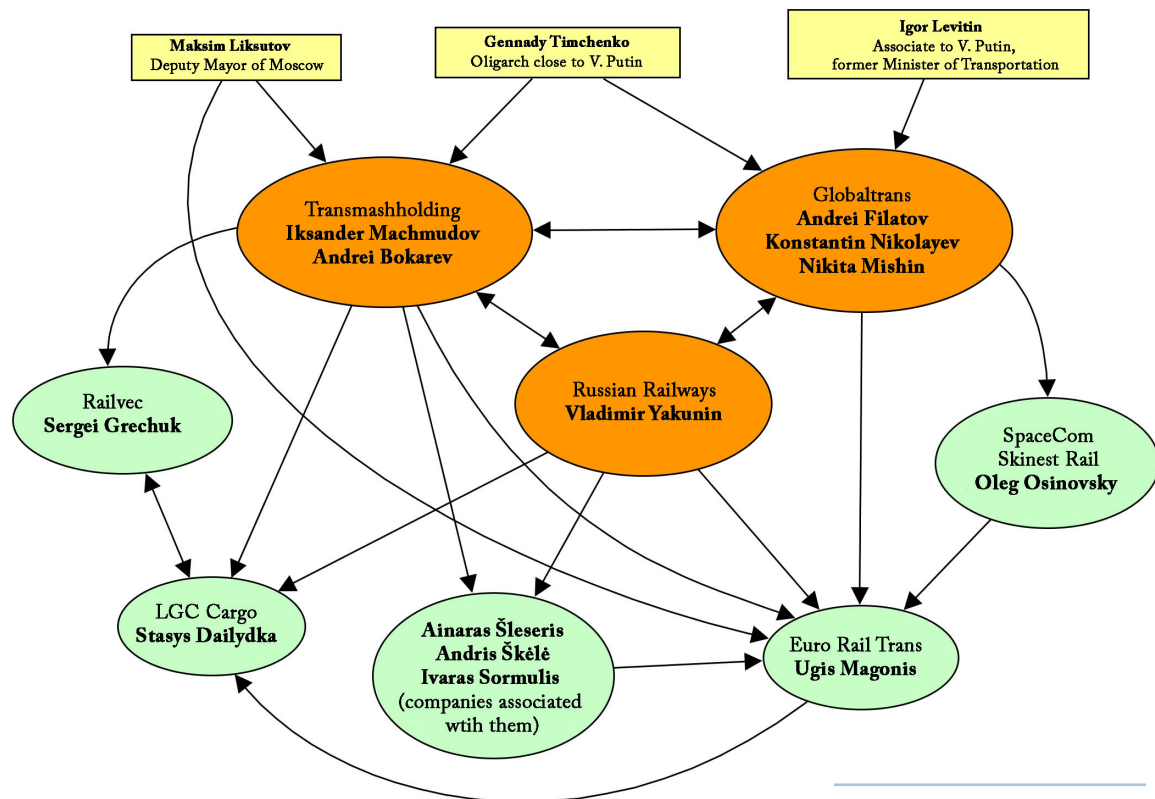 Maksim Liksutov
Deputy Mayor of Moscow
Gennady Timchenko
Oligarch close to V. Putin
Igor Levitin
Associate to V. Putin,
former Minister of Transportation
Transmashholding
Iksander Machmudov
Andrei Bokarev
Globaltrans
Andrei Filatov
Konstantin Nikolayev
Nikita Mishin
Russian Railways
Vladimir Yakunin
Railvec
Sergei Grechuk
SpaceCom
Skinest Rail
Oleg Osinovsky
LGC Cargo
Stasys Dailydka
Ainaras Šleseris
Andris Škėlė
Ivaras Sormulis
(companies associated
wtih them)
Euro Rail Trans
Ugis Magonis